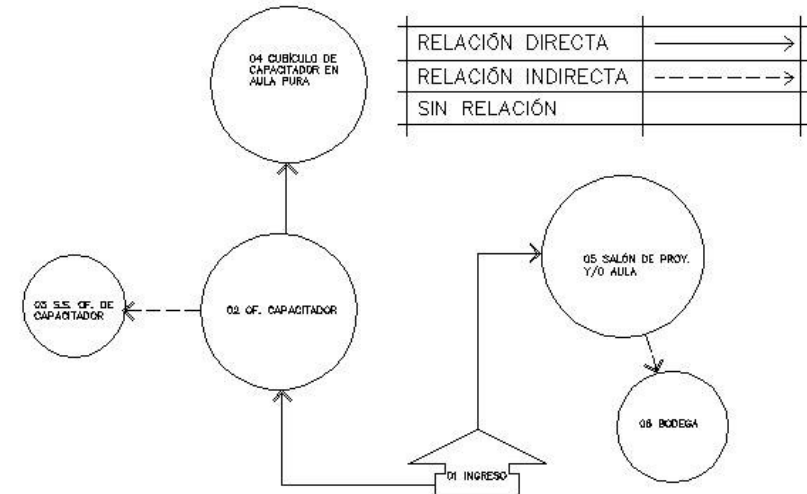 04 CUBÍCULO DE
CAPACITADOR EN
AULA PURA
RELACIÓN DIRECTA
RELACIÓN INDIRECTA
SIN RELACIÓN
05 SALÓN DE PROY.
Y/O AULA
03 S.S. OF. DE
CAPACITADOR
02 OF. CAPACITADOR
06 BODEGA
01 INGRESO